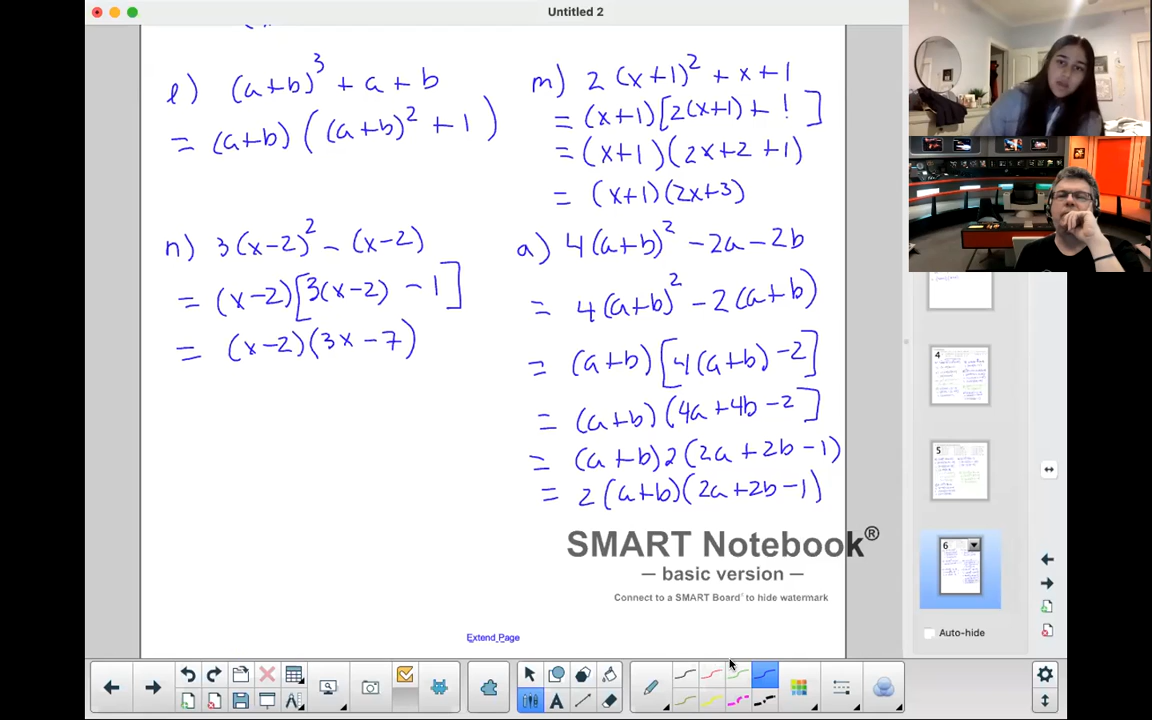 Untitled 2
l) (a+b)³ + a + b
= (a+b) ((a+b)² + 1)
m) 2 (x+1)² + x+1
= (x+1)[2(x+1) + ! ]
= (x+1)(2x+2 +1)
= (x+1)(2x+3)
n) 3(x-2)² - (x-2)
= (x-2)[3(x-2) - 1]
= (x-2)(3x-7)
a) 4(a+b)² - 2a - 2b
= 4(a+b)² - 2(a+b)
= (a+b)[4(a+b) -2]
= (a+b)(4a+4b-2]
= (a+b)2(2a+2b-1)
= 2(a+b)(2a+2b-1)
SMART Notebook®
— basic version —
Connect to a SMART Board® to hide watermark
Extend Page
4
5
6
Auto-hide